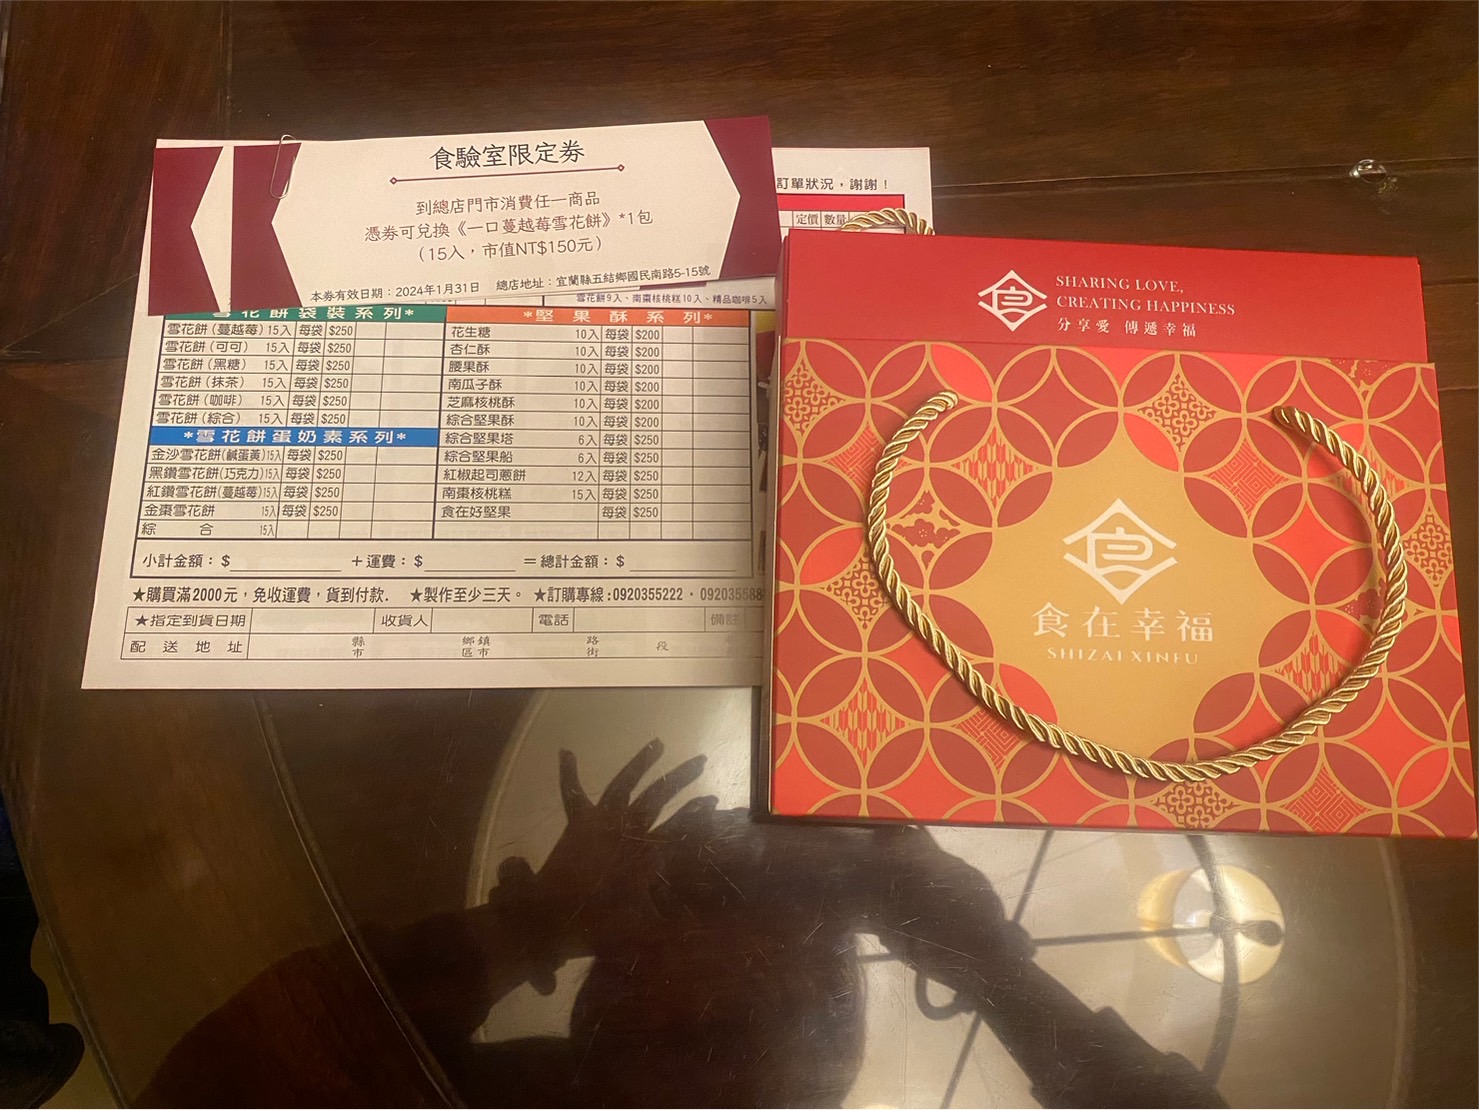 食驗室限定券
到總店門市消費任一商品
憑券可兌換《一口蔓越莓雪花餅》*1包
(15入，市值NT$150元)
本券有效日期：2024年1月31日 總店地址：宜蘭縣五結鄉國民南路5-15號
訂單狀況，謝謝！
定價 數量
雪花餅9入、南棗核桃糕10入、精品咖啡5入
雪花餅袋裝系列*
雪花餅(蔓越莓) 15入 每袋 $250
雪花餅(可可) 15入 每袋 $250
雪花餅(黑糖) 15入 每袋 $250
雪花餅(抹茶) 15入 每袋 $250
雪花餅(咖啡) 15入 每袋 $250
雪花餅(綜合) 15入 每袋 $250
*雪花餅蛋奶素系列*
金沙雪花餅(鹹蛋黃)15入 每袋 $250
黑鑽雪花餅(巧克力)15入 每袋 $250
紅鑽雪花餅(蔓越莓)15入 每袋 $250
金棗雪花餅 15入 每袋 $250
綜合 15入
*堅果酥系列*
花生糖 10入 每袋 $200
杏仁酥 10入 每袋 $200
腰果酥 10入 每袋 $200
南瓜子酥 10入 每袋 $200
芝麻核桃酥 10入 每袋 $200
綜合堅果酥 10入 每袋 $200
綜合堅果塔 6入 每袋 $250
綜合堅果船 6入 每袋 $250
紅椒起司蔥餅 12入 每袋 $250
南棗核桃糕 15入 每袋 $250
食在好堅果 每袋 $250
小計金額：$ +運費：$ =總計金額：$
★購買滿2000元，免收運費，貨到付款. ★製作至少三天。 ★訂購專線:0920355222・092035588
★指定到貨日期 收貨人 電話 備註
配送地址 縣市 鄉鎮區市 路街 段
SHARING LOVE,
CREATING HAPPINESS
分享愛 傳遞幸福
食在幸福
SHIZAI XINFU